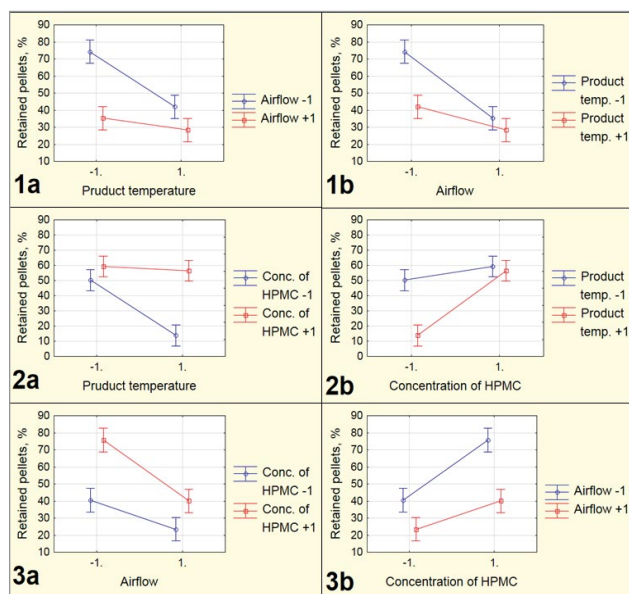 Retained pellets, %
90
80
70
60
50
40
30
20
10
-1. 1.
Pruduct temperature
Airflow -1
Airflow +1
1a
Retained pellets, %
90
80
70
60
50
40
30
20
10
-1. 1.
Airflow
Product
temp. -1
Product
temp. +1
1b
Retained pellets, %
90
80
70
60
50
40
30
20
10
0
-1. 1.
Pruduct temperature
Conc. of
HPMC -1
Conc. of
HPMC +1
2a
Retained pellets, %
90
80
70
60
50
40
30
20
10
0
-1. 1.
Concentration of HPMC
Product
temp. -1
Product
temp. +1
2b
Retained pellets, %
90
80
70
60
50
40
30
20
10
-1. 1.
Airflow
Conc. of
HPMC -1
Conc. of
HPMC +1
3a
Retained pellets, %
90
80
70
60
50
40
30
20
10
-1. 1.
Concentration of HPMC
Airflow -1
Airflow +1
3b